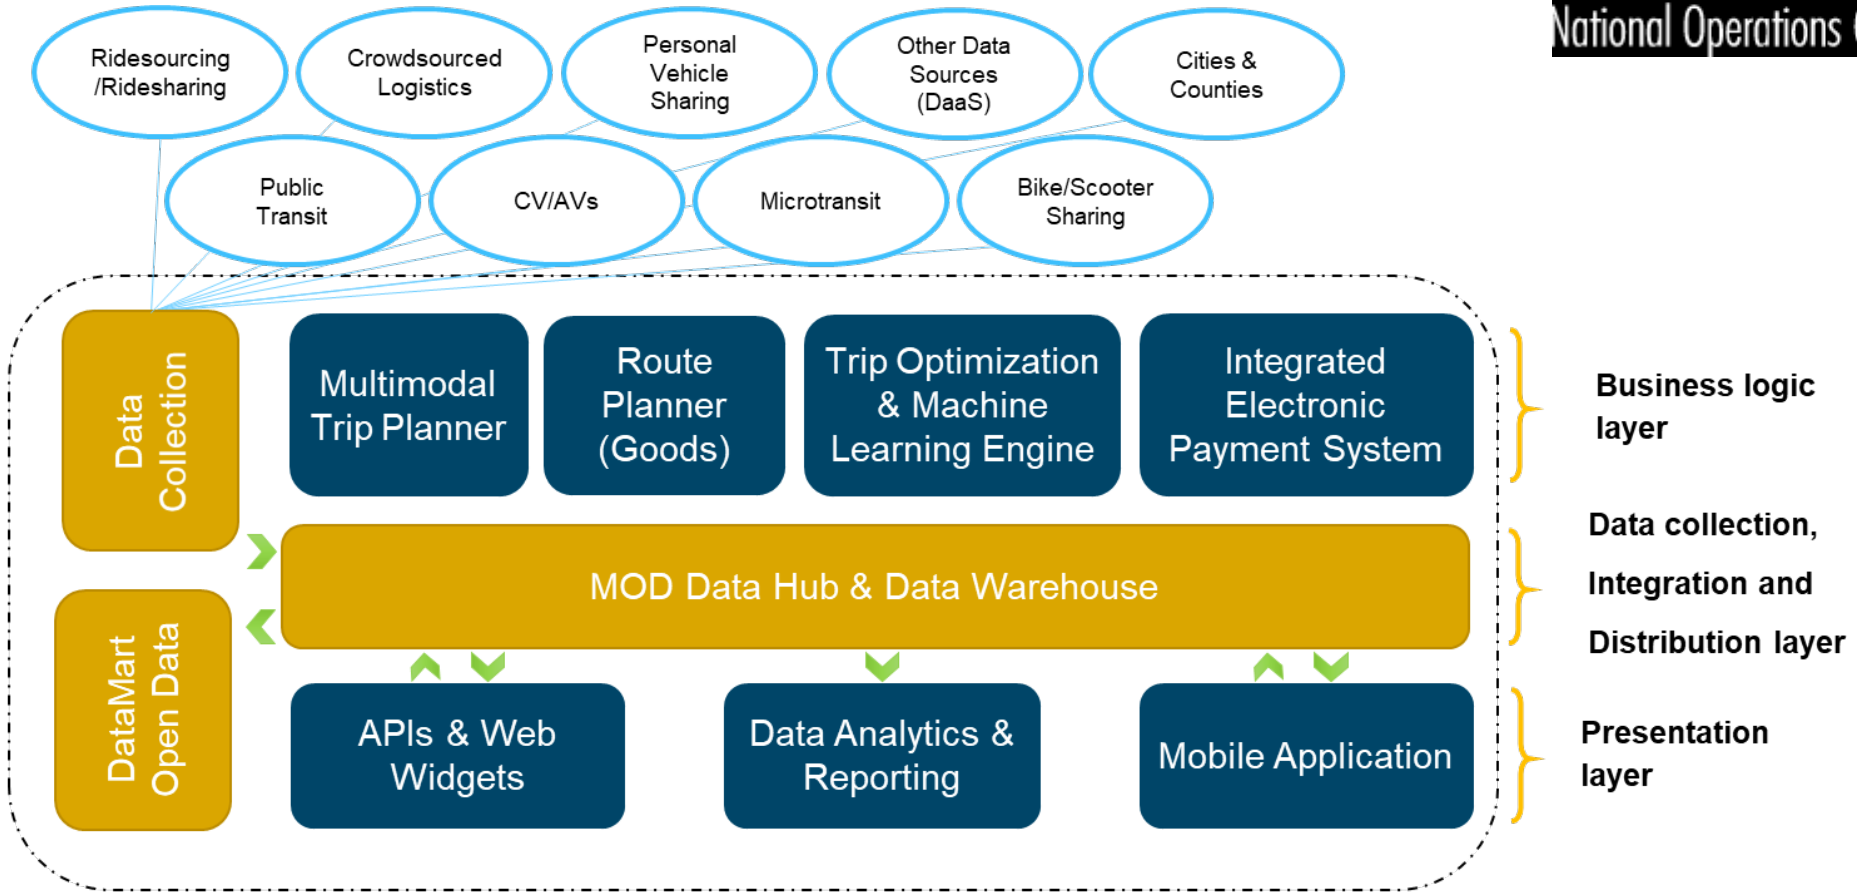 National Operations
Ridesourcing
/Ridesharing
Crowdsourced
Logistics
Personal
Vehicle
Sharing
Other Data
Sources
(DaaS)
Cities &
Counties
Public
Transit
CV/AVs
Microtransit
Bike/Scooter
Sharing
Data
Collection
Multimodal
Trip Planner
Route
Planner
(Goods)
Trip Optimization
& Machine
Learning Engine
Integrated
Electronic
Payment System
Business logic
layer
MOD Data Hub & Data Warehouse
Data collection,
Integration and
Distribution layer
DataMart
Open Data
APIs & Web
Widgets
Data Analytics &
Reporting
Mobile Application
Presentation
layer